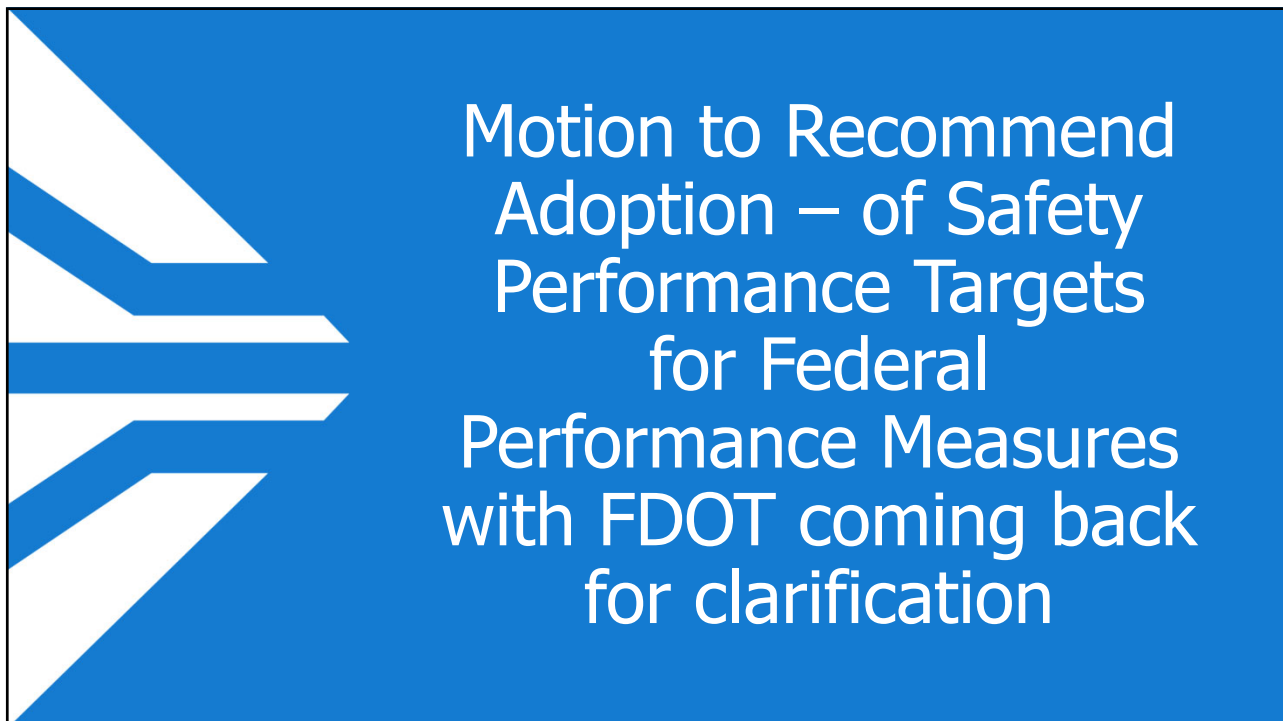 Motion to Recommend
Adoption – of Safety
Performance Targets
for Federal
Performance Measures
with FDOT coming back
for clarification